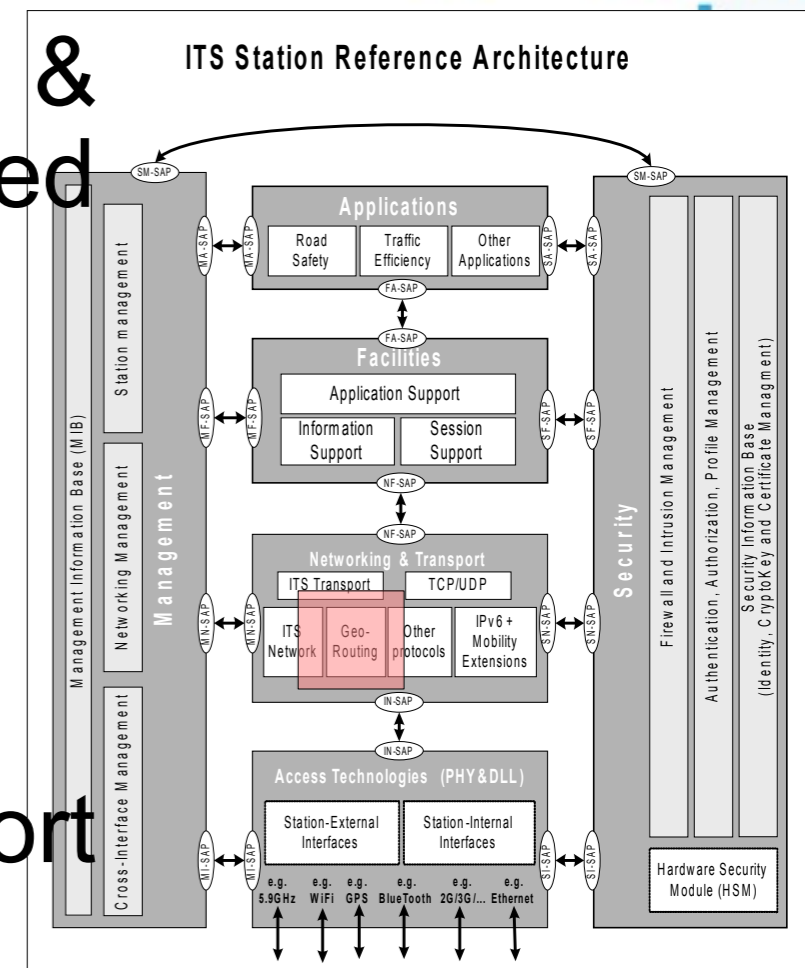 &
ed
ort
ITS Station Reference Architecture
SM-SAP
SM-SAP
Management Information Base (MIB)
Station management
Networking Management
Cross-Interface Management
Management
MA-SAP
MA-SAP
Applications
Road
Safety
Traffic
Efficiency
Other
Applications
SA-SAP
SA-SAP
FA-SAP
FA-SAP
MF-SAP
MF-SAP
Facilities
Application Support
Information
Support
Session
Support
SF-SAP
SF-SAP
NF-SAP
NF-SAP
MN-SAP
MN-SAP
Networking & Transport
ITS Transport
TCP/UDP
ITS
Network
Geo-
Routing
Other
protocols
IPv6 +
Mobility
Extensions
SN-SAP
SN-SAP
IN-SAP
IN-SAP
MI-SAP
MI-SAP
Access Technologies (PHY&DLL)
Station-External
Interfaces
Station-Internal
Interfaces
SI-SAP
SI-SAP
e.g.
5.9GHz
e.g.
WiFi
e.g.
GPS
e.g.
BlueTooth
e.g.
2G/3G/...
e.g.
Ethernet
Security
Firewall and Intrusion Management
Authentication, Authorization, Profile Management
Security Information Base
(Identity, CryptoKey and Certificate Managment)
Hardware Security
Module (HSM)